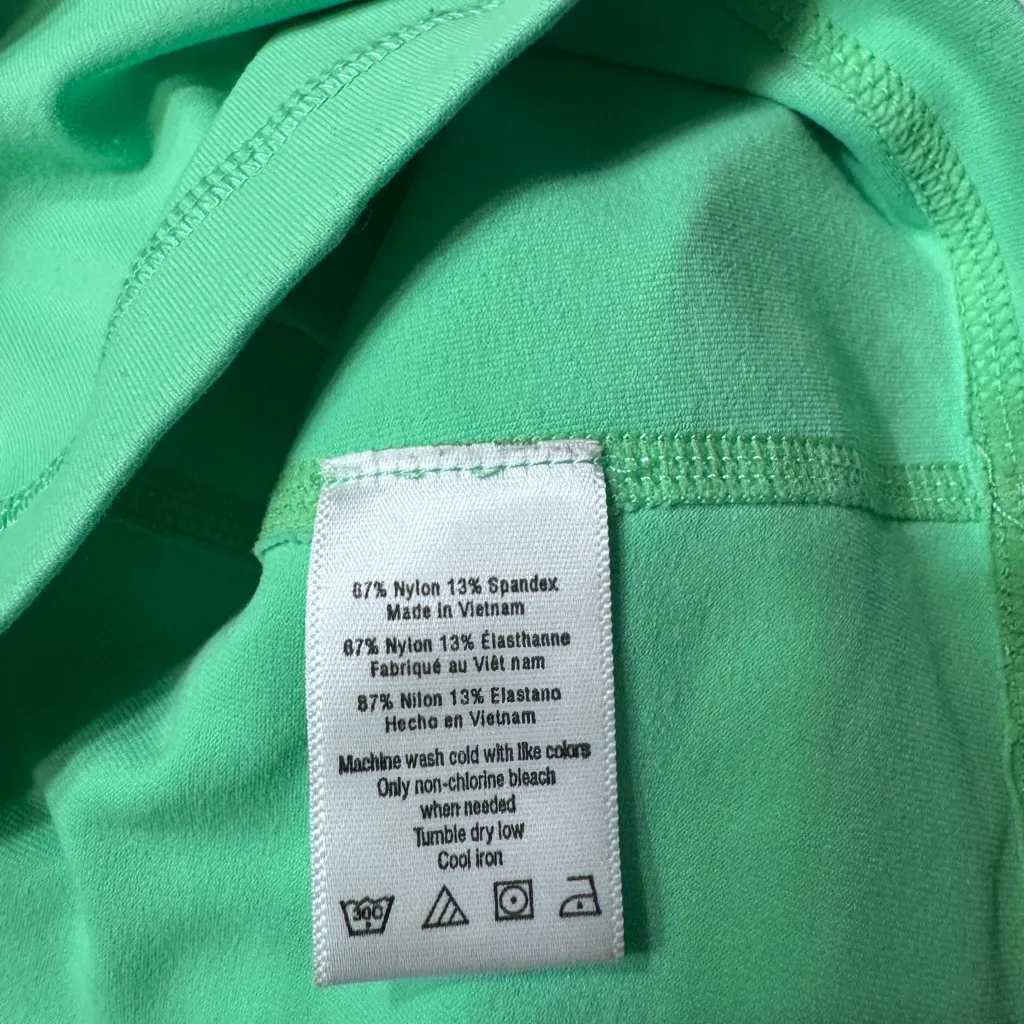 87% Nylon 13% Spandex
Made in Vietnam
87% Nylon 13% Élasthanne
Fabriqué au Viêt nam
87% Nilon 13% Elastano
Hecho en Vietnam
Machine wash cold with like colors
Only non-chlorine bleach
when needed
Tumble dry low
Cool iron
30C